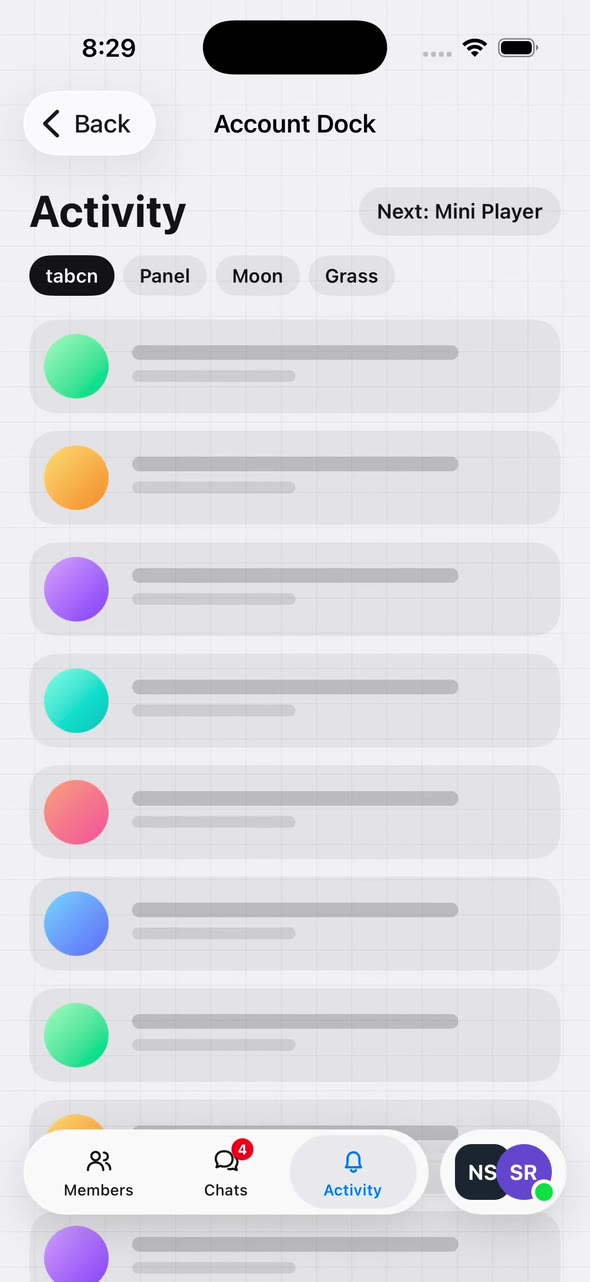 8:29
Back
Account Dock
Activity
Next: Mini Player
tabcn
Panel
Moon
Grass
Members
Chats
4
Activity
NS
SR